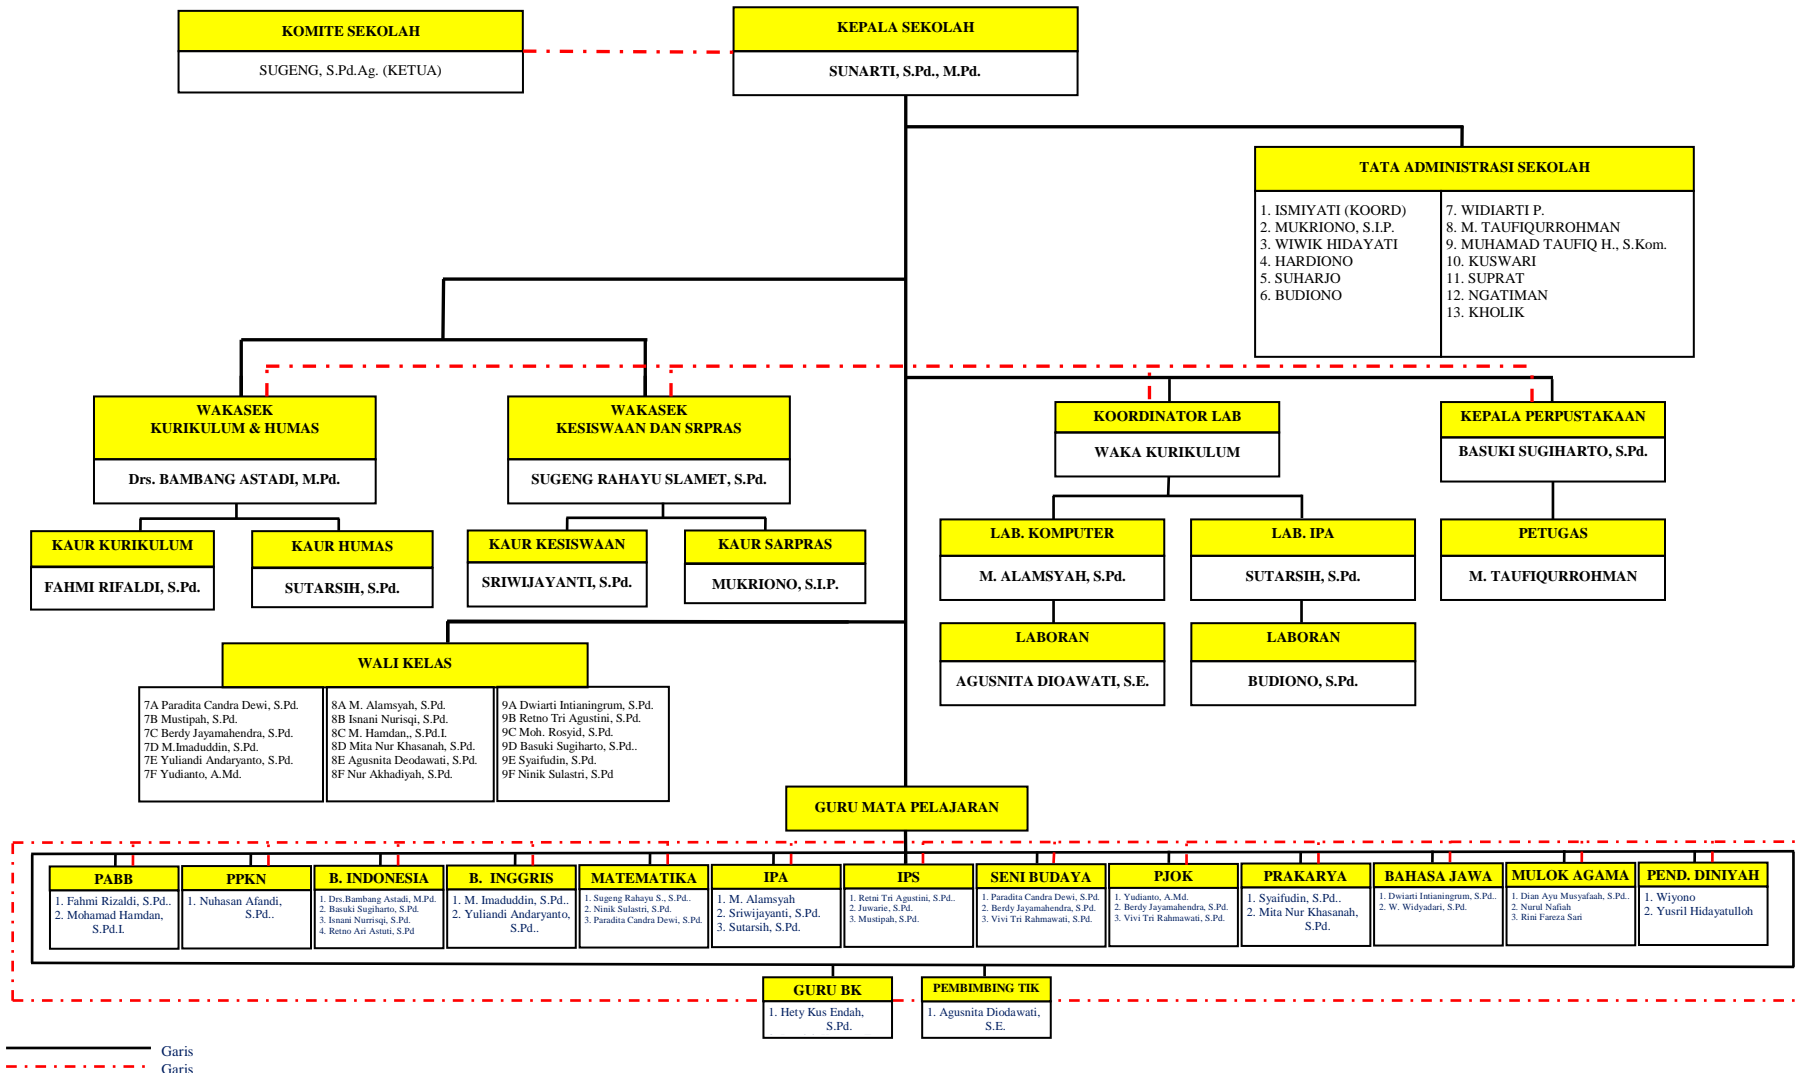 KOMITE SEKOLAH
SUGENG, S.Pd.Ag. (KETUA)
KEPALA SEKOLAH
SUNARTI, S.Pd., M.Pd.
TATA ADMINISTRASI SEKOLAH
1. ISMIYATI (KOORD)
2. MUKRIONO, S.I.P.
3. WIWIK HIDAYATI
4. HARDIONO
5. SUHARJO
6. BUDIONO
7. WIDIARTI P.
8. M. TAUFIQURROHMAN
9. MUHAMAD TAUFIQ H., S.Kom.
10. KUSWARI
11. SUPRAT
12. NGATIMAN
13. KHOLIK
WAKASEK
KURIKULUM & HUMAS
Drs. BAMBANG ASTADI, M.Pd.
WAKASEK
KESISWAAN DAN SRPRAS
SUGENG RAHAYU SLAMET, S.Pd.
KOORDINATOR LAB
WAKA KURIKULUM
KEPALA PERPUSTAKAAN
BASUKI SUGIHARTO, S.Pd.
KAUR KURIKULUM
FAHMI RIFALDI, S.Pd.
KAUR HUMAS
SUTARSIH, S.Pd.
KAUR KESISWAAN
SRIWIJAYANTI, S.Pd.
KAUR SARPRAS
MUKRIONO, S.I.P.
LAB. KOMPUTER
M. ALAMSYAH, S.Pd.
LAB. IPA
SUTARSIH, S.Pd.
PETUGAS
M. TAUFIQURROHMAN
LABORAN
AGUSNITA DIOAWATI, S.E.
LABORAN
BUDIONO, S.Pd.
WALI KELAS
7A Paradita Candra Dewi, S.Pd.
7B Mustipah, S.Pd.
7C Berdy Jayamahendra, S.Pd.
7D M.Imaduddin, S.Pd.
7E Yuliandi Andaryanto, S.Pd.
7F Yudianto, A.Md.
8A M. Alamsyah, S.Pd.
8B Isnani Nurisqi, S.Pd.
8C M. Hamdan,, S.Pd.I.
8D Mita Nur Khasanah, S.Pd.
8E Agusnita Deodawati, S.Pd.
8F Nur Akhadiyah, S.Pd.
9A Dwiarti Intianingrum, S.Pd.
9B Retno Tri Agustini, S.Pd.
9C Moh. Rosyid, S.Pd.
9D Basuki Sugiharto, S.Pd..
9E Syaifudin, S.Pd.
9F Ninik Sulastri, S.Pd
GURU MATA PELAJARAN
PABB
1. Fahmi Rizaldi, S.Pd..
2. Mohamad Hamdan,
S.Pd.I.
PPKN
1. Nuhasan Afandi,
S.Pd..
B. INDONESIA
1. Drs.Bambang Astadi, M.Pd.
2. Basuki Sugiharto, S.Pd.
3. Isnani Nurrisqi, S.Pd.
4. Retno Ari Astuti, S.Pd
B. INGGRIS
1. M. Imaduddin, S.Pd..
2. Yuliandi Andaryanto,
S.Pd..
MATEMATIKA
1. Sugeng Rahayu S., S.Pd..
2. Ninik Sulastri, S.Pd.
3. Paradita Candra Dewi, S.Pd.
IPA
1. M. Alamsyah
2. Sriwijayanti, S.Pd.
3. Sutarsih, S.Pd.
IPS
1. Retni Tri Agustini, S.Pd..
2. Juwarie, S.Pd.
3. Mustipah, S.Pd.
SENI BUDAYA
1. Paradita Candra Dewi, S.Pd.
2. Berdy Jayamahendra, S.Pd.
3. Vivi Tri Rahmawati, S.Pd.
PJOK
1. Yudianto, A.Md.
2. Berdy Jayamahendra, S.Pd.
3. Vivi Tri Rahmawati, S.Pd.
PRAKARYA
1. Syaifudin, S.Pd..
2. Mita Nur Khasanah,
S.Pd.
BAHASA JAWA
1. Dwiarti Intianingrum, S.Pd..
2. W. Widyadari, S.Pd.
MULOK AGAMA
1. Dian Ayu Musyafaah, S.Pd..
2. Nurul Nafiah
3. Rini Fareza Sari
PEND. DINIYAH
1. Wiyono
2. Yusril Hidayatulloh
GURU BK
1. Hety Kus Endah,
S.Pd.
PEMBIMBING TIK
1. Agusnita Diodawati,
S.E.
Garis
Garis